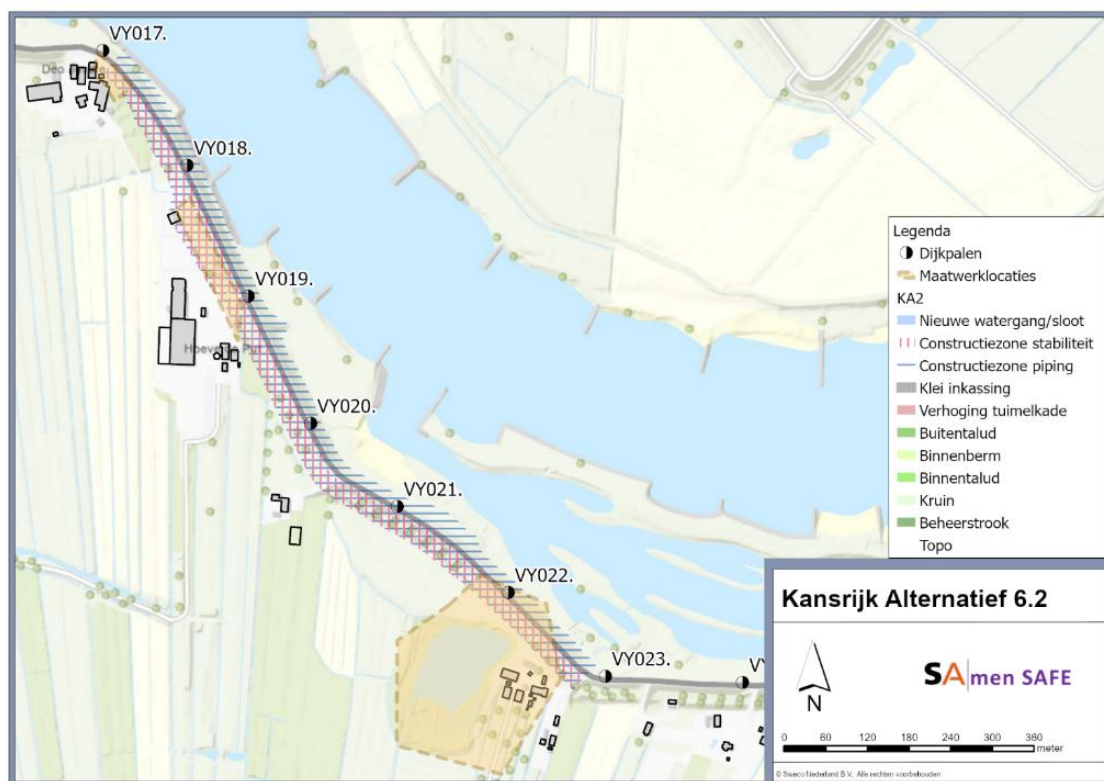 VY017.
VY018.
VY019.
VY020.
VY021.
VY022.
VY023.
Legenda
Dijkpalen
Maatwerklocaties
KA2
Nieuwe watergang/sloot
Constructiezone stabiliteit
Constructiezone piping
Klei inkassing
Verhoging tuimelkade
Buitentalud
Binnenberm
Binnentalud
Kruin
Beheerstrook
Topo
Kansrijk Alternatief 6.2
N
SAmen SAFE
0 60 120 180 240 300 360
meter
© Sweco Nederland B.V. Alle rechten voorbehouden